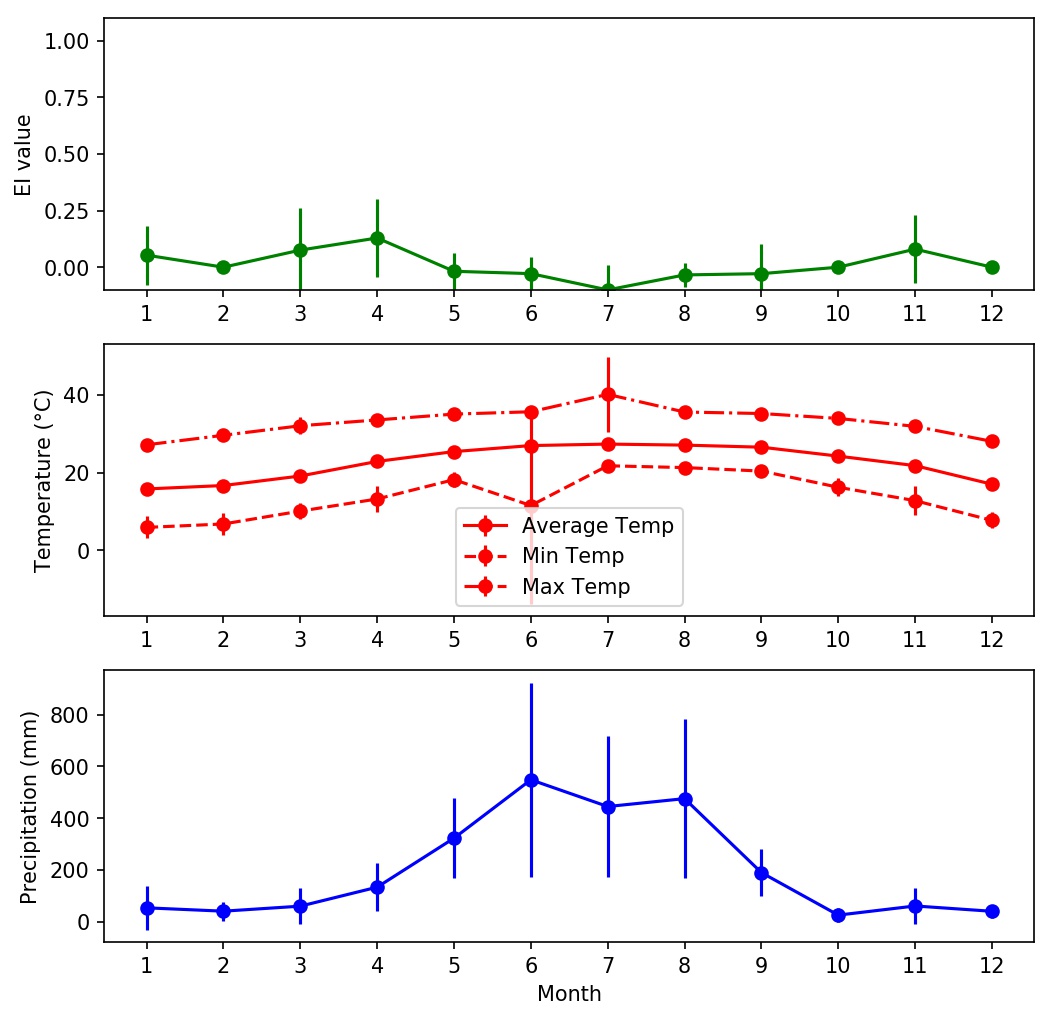 EI value
1.00
0.75
0.50
0.25
0.00
1 2 3 4 5 6 7 8 9 10 11 12
Temperature (°C)
40
20
0
Average Temp
Min Temp
Max Temp
1 2 3 4 5 6 7 8 9 10 11 12
Precipitation (mm)
800
600
400
200
0
1 2 3 4 5 6 7 8 9 10 11 12
Month